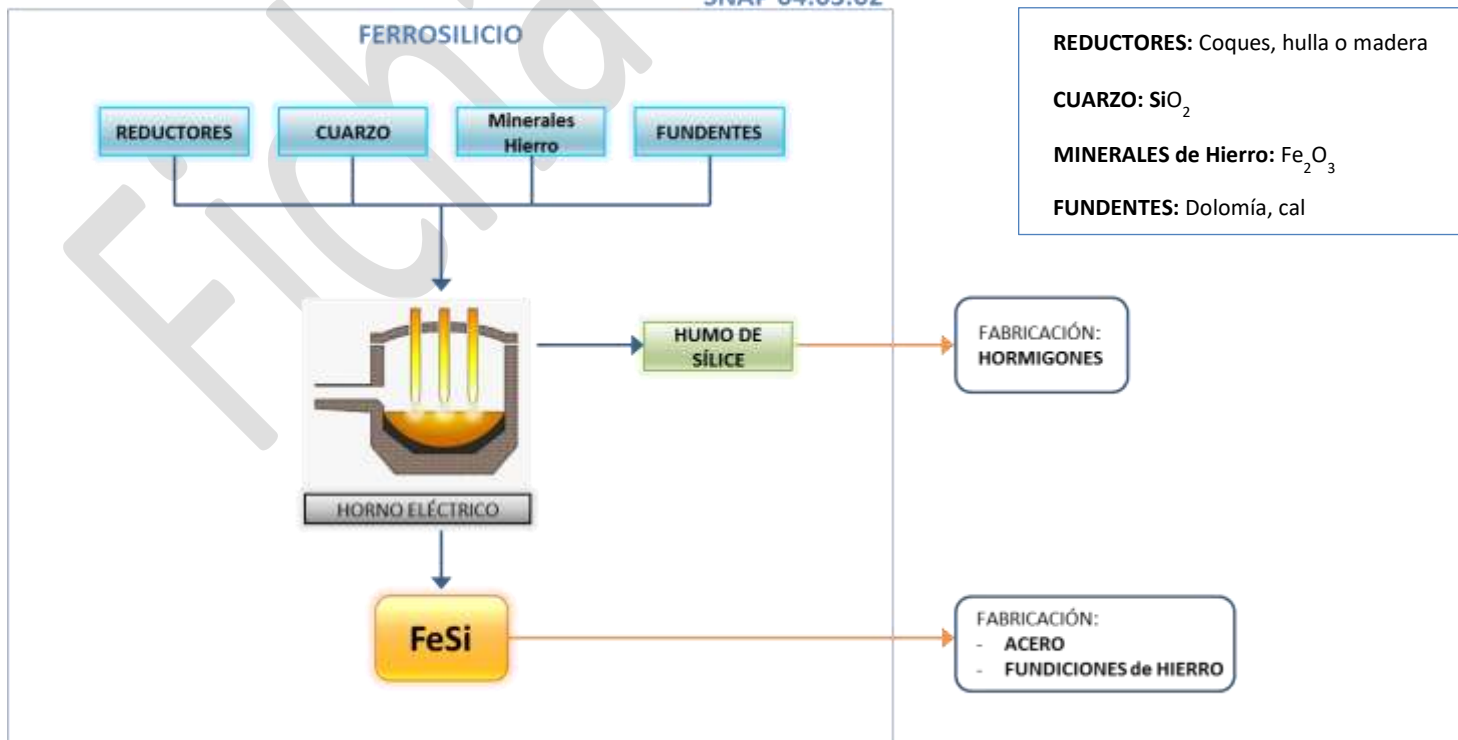 SNAP 04.03.02
FERROSILICIO
REDUCTORES: Coques, hulla o madera
CUARZO: SiO2
MINERALES de Hierro: Fe2O3
FUNDENTES: Dolomía, cal
REDUCTORES
CUARZO
Minerales
Hierro
FUNDENTES
HUMO DE
SÍLICE
FABRICACIÓN:
HORMIGONES
HORNO ELÉCTRICO
FeSi
FABRICACIÓN:
- ACERO
- FUNDICIONES de HIERRO
Ficha